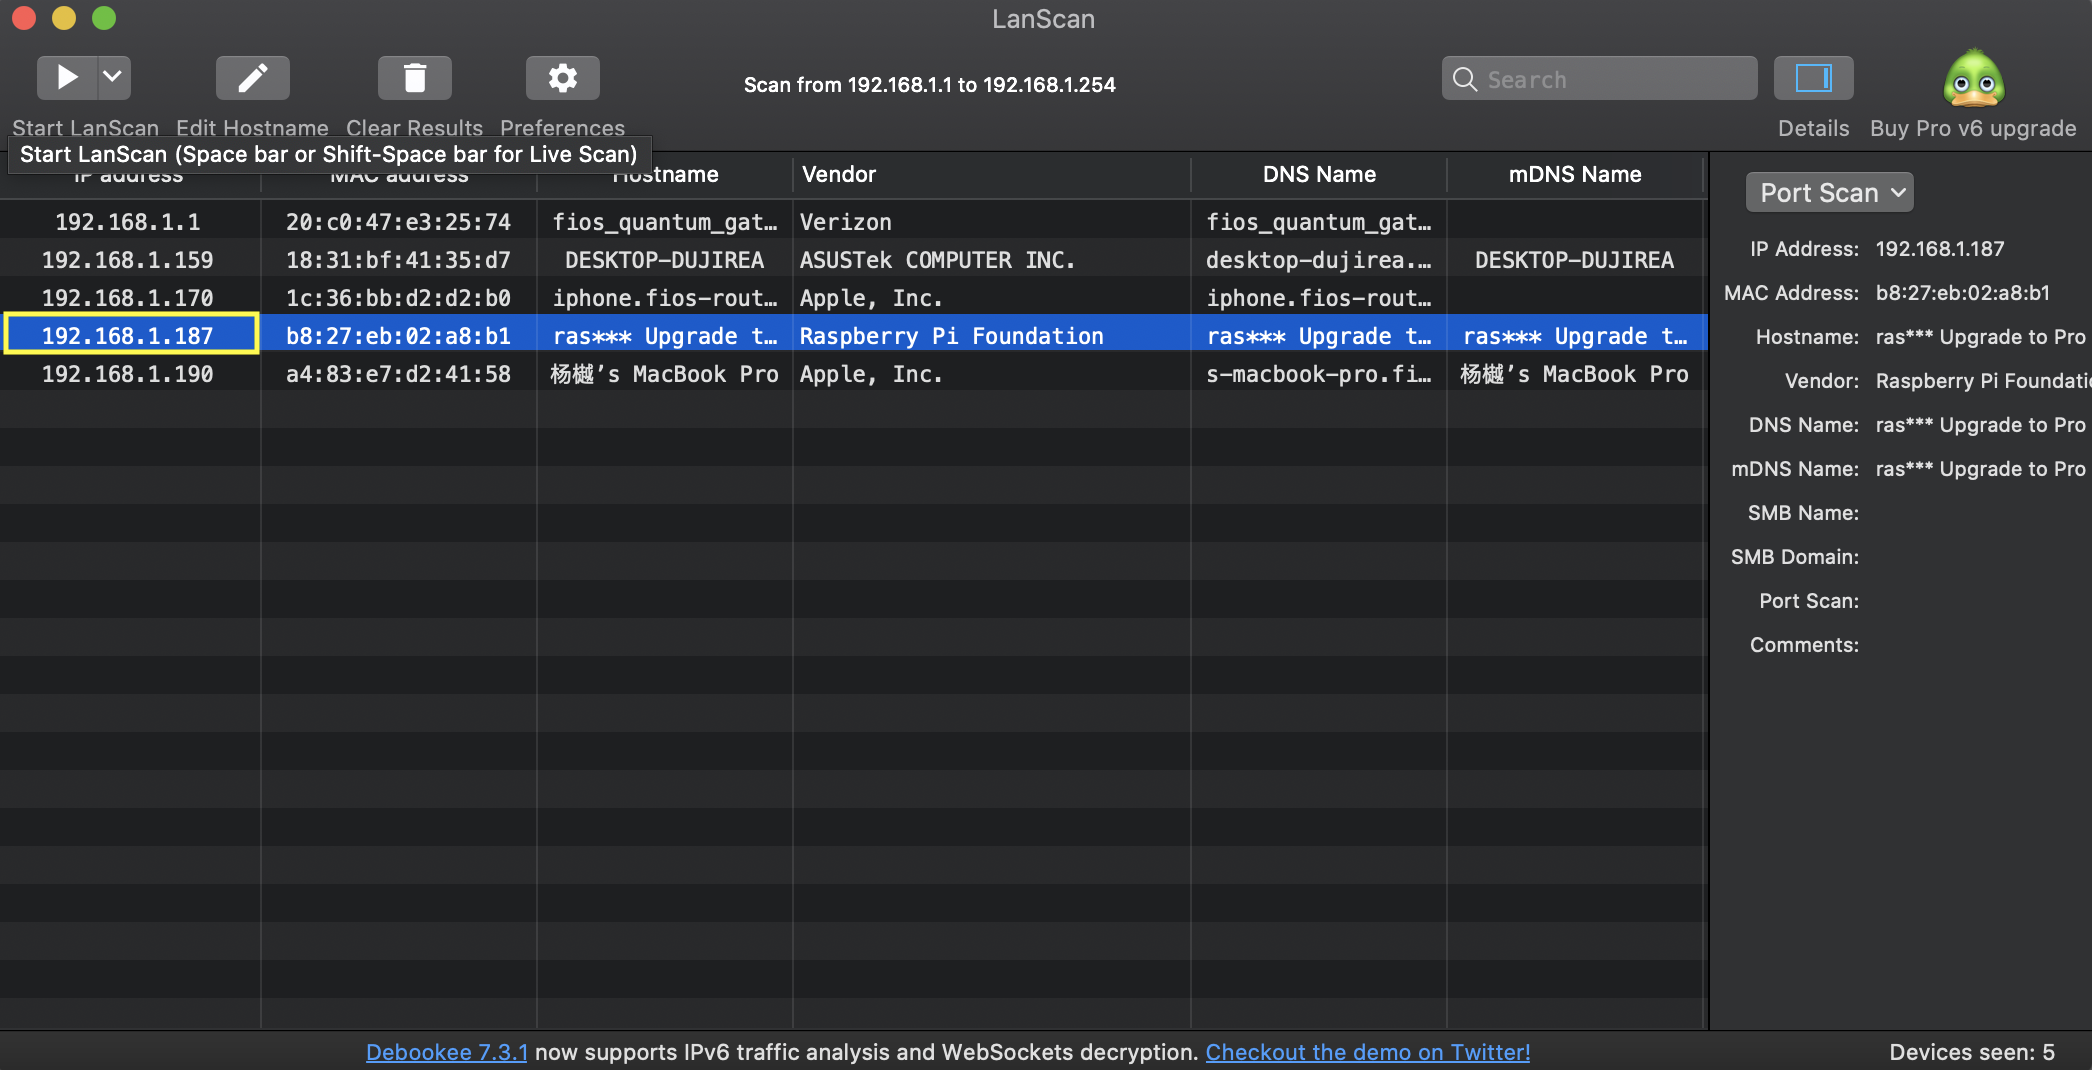 LanScan
Scan from 192.168.1.1 to 192.168.1.254
Search
Start LanScan Edit Hostname Clear Results Preferences
Details Buy Pro v6 upgrade
Start LanScan (Space bar or Shift-Space bar for Live Scan)
IP address MAC address Hostname Vendor DNS Name mDNS Name
192.168.1.1 20:c0:47:e3:25:74 fios_quantum_gat… Verizon fios_quantum_gat…
192.168.1.159 18:31:bf:41:35:d7 DESKTOP-DUJIREA ASUSTek COMPUTER INC. desktop-dujirea.… DESKTOP-DUJIREA
192.168.1.170 1c:36:bb:d2:d2:b0 iphone.fios-rout… Apple, Inc. iphone.fios-rout…
192.168.1.187 b8:27:eb:02:a8:b1 ras*** Upgrade t… Raspberry Pi Foundation ras*** Upgrade t… ras*** Upgrade t…
192.168.1.190 a4:83:e7:d2:41:58 杨樾’s MacBook Pro Apple, Inc. s-macbook-pro.fi… 杨樾’s MacBook Pro
Port Scan
IP Address: 192.168.1.187
MAC Address: b8:27:eb:02:a8:b1
Hostname: ras*** Upgrade to Pro
Vendor: Raspberry Pi Foundatic
DNS Name: ras*** Upgrade to Pro
mDNS Name: ras*** Upgrade to Pro
SMB Name:
SMB Domain:
Port Scan:
Comments:
Debookee 7.3.1 now supports IPv6 traffic analysis and WebSockets decryption. Checkout the demo on Twitter!
Devices seen: 5